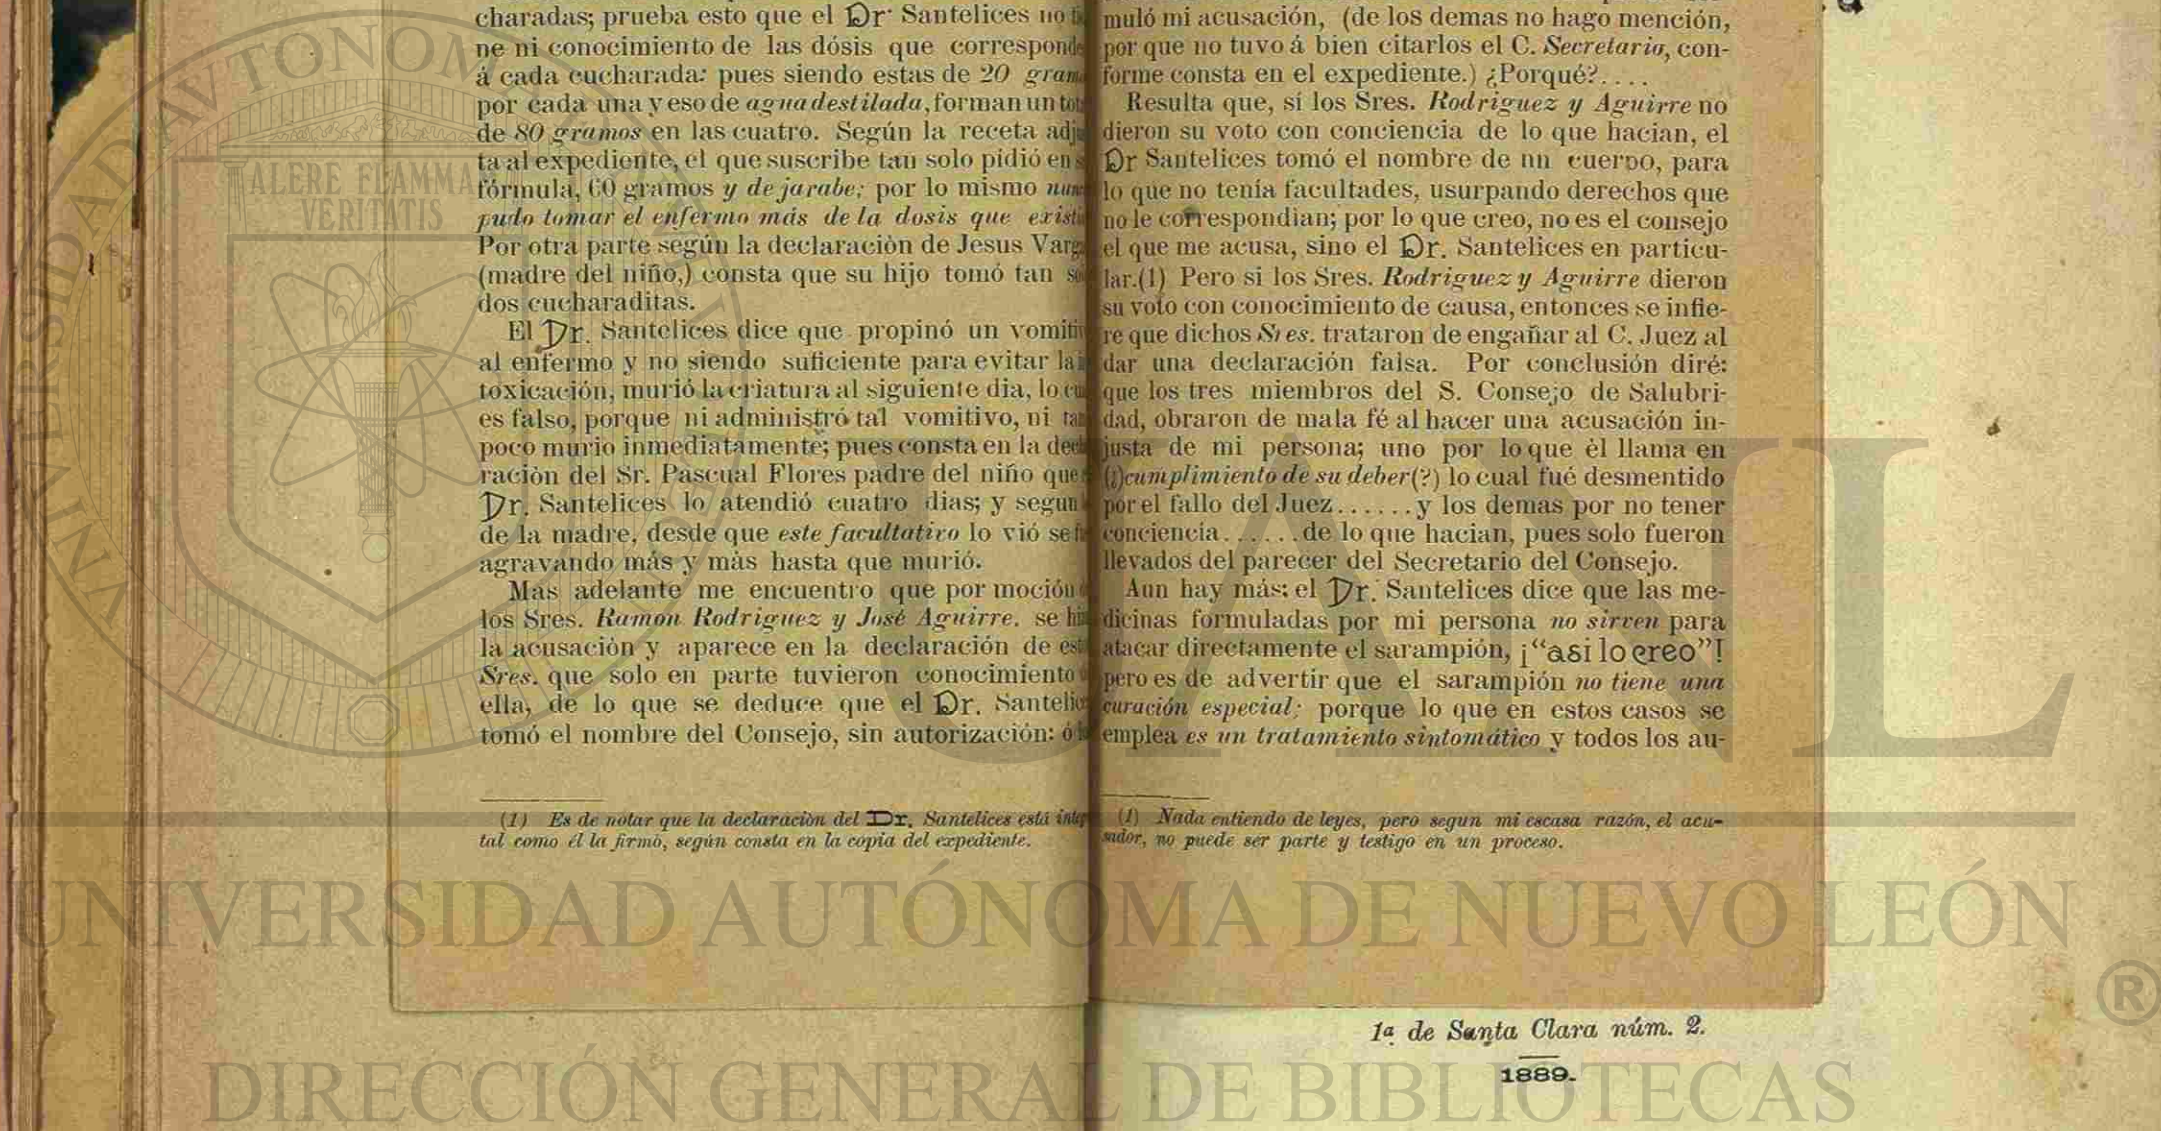 charadas; prueba esto que el Dr. Santelices no
ne ni conocimiento de las dósis que corresponde
á cada cucharada: pues siendo estas de 20 gram
por cada una y eso de agua destilada, forman un tot
de 80 gramos en las cuatro. Según la receta adj
ta al expediente, el que suscribe tan solo pidió en s
fórmula, 60 gramos y de jarabe; por lo mismo nun
pudo tomar el enfermo más de la dosis que existi
Por otra parte según la declaraciòn de Jesus Varg
(madre del niño,) consta que su hijo tomó tan so
dos cucharaditas.
El Dr. Santelices dice que propinó un vomitiv
al enfermo y no siendo suficiente para evitar la i
toxicación, murió la criatura al siguiente dia, lo cu
es falso, porque ni administró tal vomitivo, ni tam
poco murio inmediatamente; pues consta en la decl
raciòn del Sr. Pascual Flores padre del niño que
Dr. Santelices lo atendió cuatro dias; y segun
de la madre, desde que este facultativo lo vió se f
agravando más y màs hasta que murió.
Mas adelante me encuentro que por moción
los Sres. Ramon Rodriguez y José Aguirre. se hi
la acusación y aparece en la declaración de est
Sres. que solo en parte tuvieron conocimiento
ella, de lo que se deduce que el Dr. Santelic
tomó el nombre del Consejo, sin autorización: ó
(1) Es de notar que la declaraciòn del Dr. Santelices está integ
tal como él la firmó, según consta en la copia del expediente.
muló mi acusación, (de los demas no hago mención,
por que no tuvo á bien citarlos el C. Secretario, con-
forme consta en el expediente.) ¿Porqué?....
Resulta que, sí los Sres. Rodriguez y Aguirre no
dieron su voto con conciencia de lo que hacian, el
Dr Santelices tomó el nombre de un cuerpo, para
lo que no tenía facultades, usurpando derechos que
no le correspondian; por lo que creo, no es el consejo
el que me acusa, sino el Dr. Santelices en particu-
lar.(1) Pero si los Sres. Rodriguez y Aguirre dieron
su voto con conocimiento de causa, entonces se infie-
re que dichos Sres. trataron de engañar al C. Juez al
dar una declaración falsa. Por conclusión diré:
que los tres miembros del S. Consejo de Salubri-
dad, obraron de mala fé al hacer una acusación in-
justa de mi persona; uno por lo que èl llama en
(¿)cumplimiento de su deber(?) lo cual fué desmentido
por el fallo del Juez......y los demas por no tener
conciencia......de lo que hacian, pues solo fueron
llevados del parecer del Secretario del Consejo.
Aun hay más: el Dr. Santelices dice que las me-
dicinas formuladas por mi persona no sirven para
atacar directamente el sarampión, ¡“asi lo creo”!
pero es de advertir que el sarampión no tiene una
curación especial; porque lo que en estos casos se
emplea es un tratamiento sintomático y todos los au-
(1) Nada entiendo de leyes, pero segun mi escasa razón, el acu-
sador, no puede ser parte y testigo en un proceso.
1ª de Santa Clara núm. 2.
1889.
UNIVERSIDAD AUTONOMA
ALERE FLAMMAM
VERITATIS
UANL
UNIVERSIDAD AUTÓNOMA DE NUEVO LEÓN
®
DIRECCIÓN GENERAL DE BIBLIOTECAS